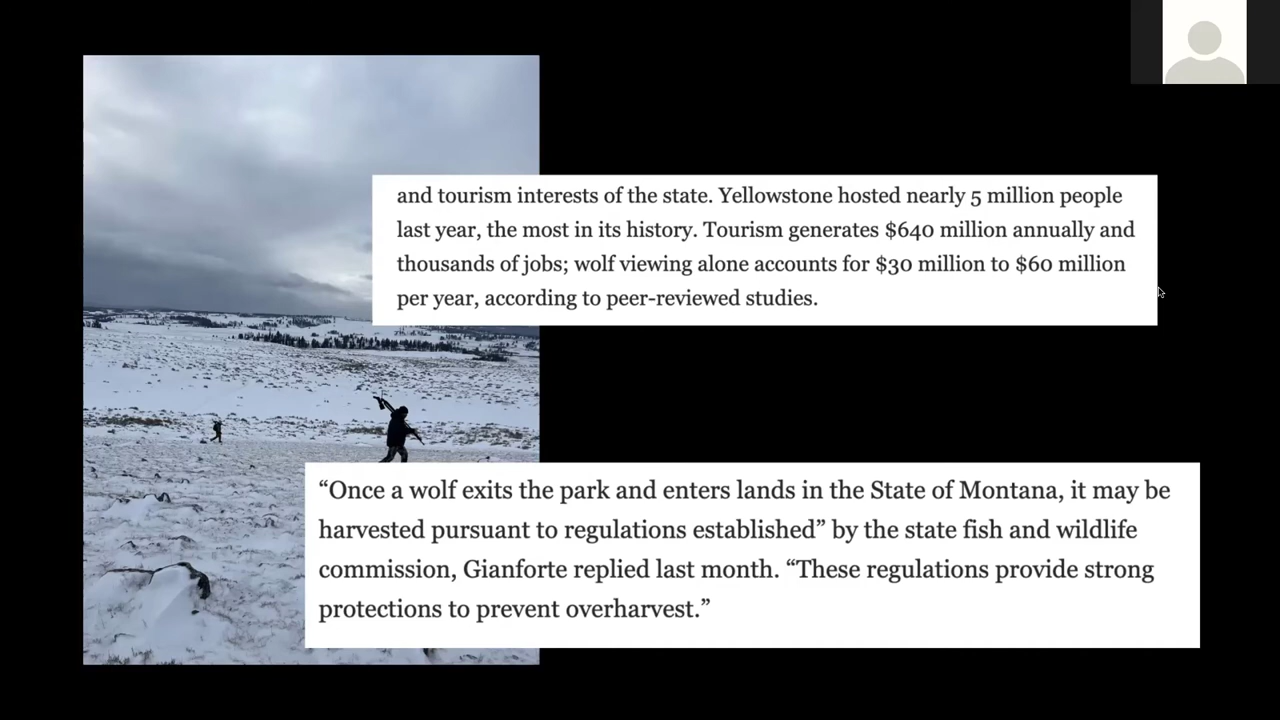 and tourism interests of the state. Yellowstone hosted nearly 5 million people
last year, the most in its history. Tourism generates $640 million annually and
thousands of jobs; wolf viewing alone accounts for $30 million to $60 million
per year, according to peer-reviewed studies.
“Once a wolf exits the park and enters lands in the State of Montana, it may be
harvested pursuant to regulations established” by the state fish and wildlife
commission, Gianforte replied last month. “These regulations provide strong
protections to prevent overharvest.”